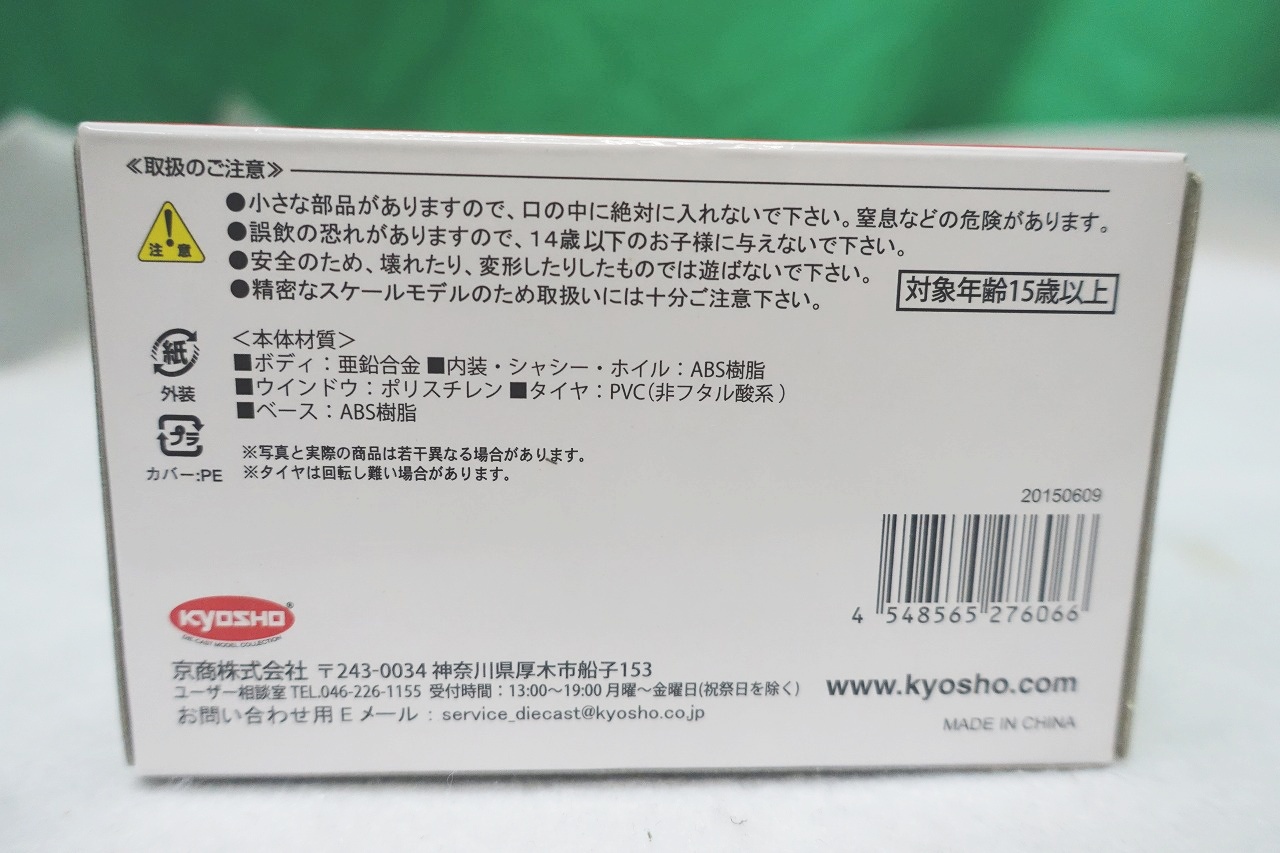 ≪取扱のご注意≫
注意
●小さな部品がありますので、口の中に絶対に入れないで下さい。窒息などの危険があります。
●誤飲の恐れがありますので、14歳以下のお子様に与えないで下さい。
●安全のため、壊れたり、変形したりしたものでは遊ばないで下さい。
●精密なスケールモデルのため取扱いには十分ご注意下さい。
対象年齢15歳以上
紙
外装
プラ
カバー:PE
＜本体材質＞
■ボディ：亜鉛合金 ■内装・シャシー・ホイル：ABS樹脂
■ウインドウ：ポリスチレン ■タイヤ：PVC(非フタル酸系)
■ベース：ABS樹脂
※写真と実際の商品は若干異なる場合があります。
※タイヤは回転し難い場合があります。
20150609
4 548565 276066
KYOSHO®
DIE-CAST MODEL COLLECTION
京商株式会社 〒243-0034 神奈川県厚木市船子153
ユーザー相談室 TEL.046-226-1155 受付時間：13:00～19:00 月曜～金曜日(祝祭日を除く)
お問い合わせ用Eメール：service_diecast@kyosho.co.jp
www.kyosho.com
MADE IN CHINA